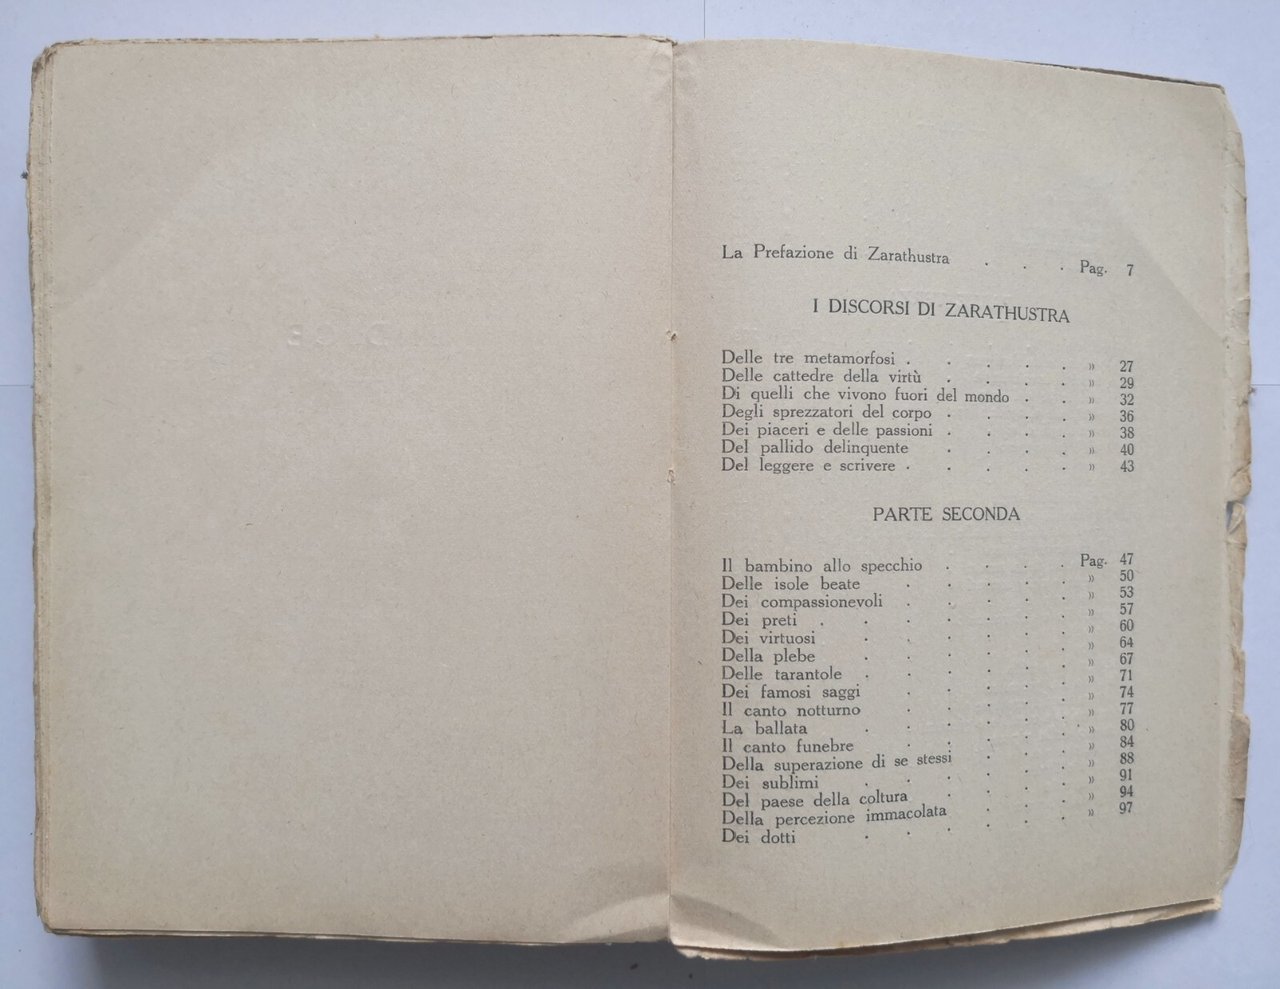 La Prefazione di Zarathustra . . . Pag. 7
I DISCORSI DI ZARATHUSTRA
Delle tre metamorfosi . . . . . » 27
Delle cattedre della virtù . . . . » 29
Di quelli che vivono fuori del mondo . . » 32
Degli sprezzatori del corpo . . . . » 36
Dei piaceri e delle passioni . . . . » 38
Del pallido delinquente . . . . » 40
Del leggere e scrivere . . . . . » 43
PARTE SECONDA
Il bambino allo specchio . . . . Pag. 47
Delle isole beate . . . . . » 50
Dei compassionevoli . . . . . » 53
Dei preti . . . . . . . » 57
Dei virtuosi . . . . . . » 60
Della plebe . . . . . . » 64
Delle tarantole . . . . . . » 67
Dei famosi saggi . . . . . » 71
Il canto notturno . . . . . » 74
La ballata . . . . . . » 77
Il canto funebre . . . . . » 80
Della superazione di se stessi . . . » 84
Dei sublimi . . . . . . » 88
Del paese della coltura . . . . » 91
Della percezione immacolata . . . » 94
Dei dotti . . . . . . » 97